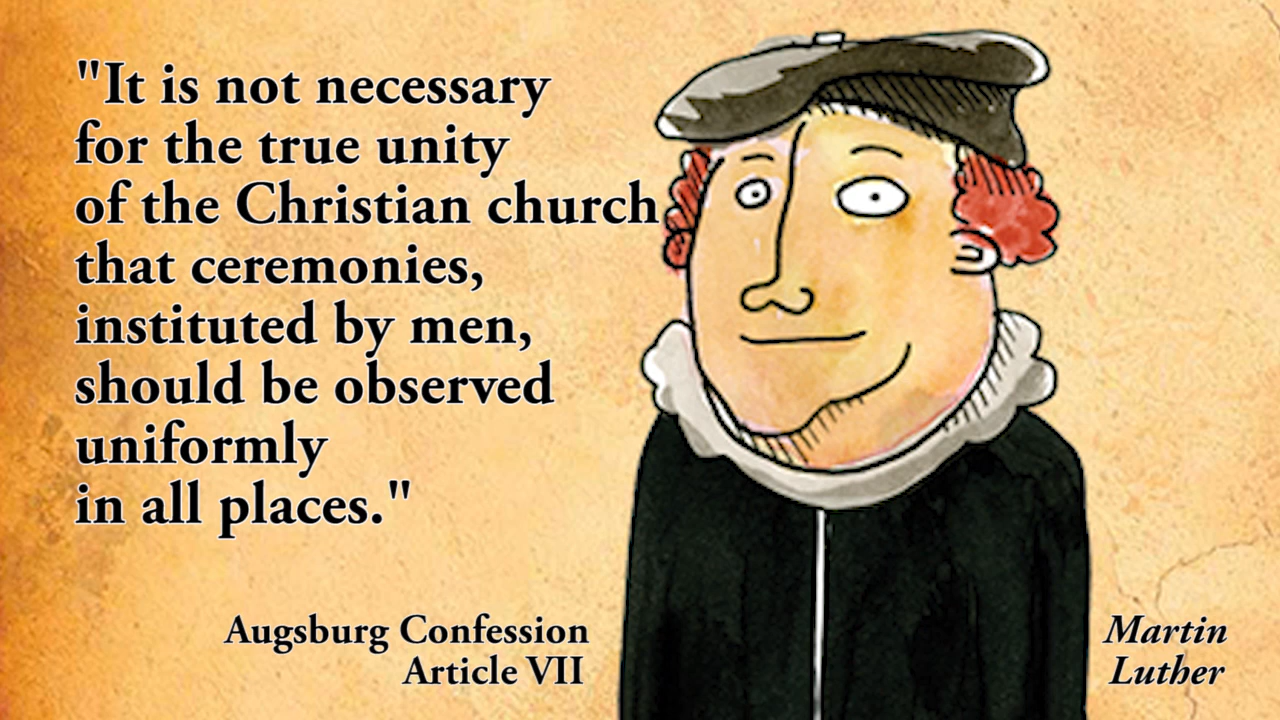 "It is not necessary
for the true unity
of the Christian church
that ceremonies,
instituted by men,
should be observed
uniformly
in all places."
Augsburg Confession
Article VII
Martin
Luther